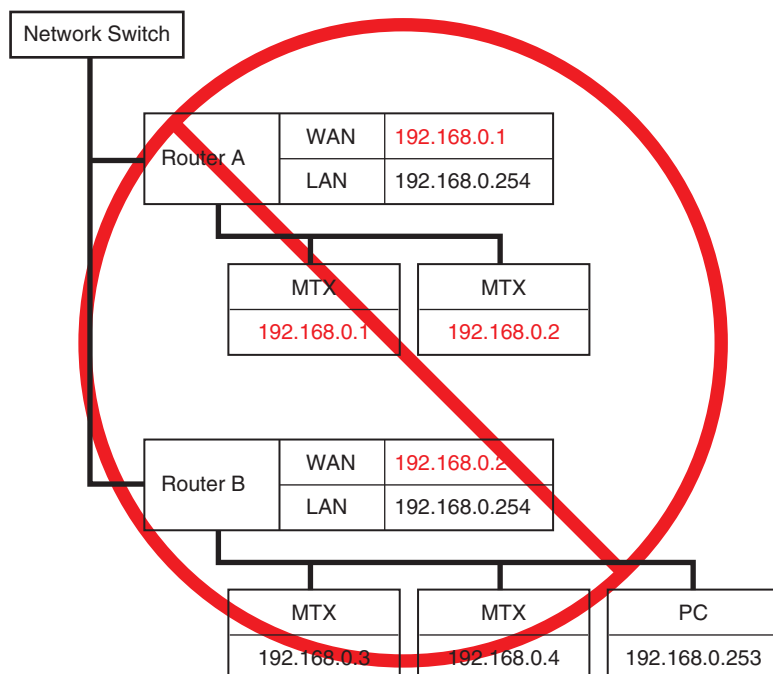 Network Switch
Router A
WAN 192.168.0.1
LAN 192.168.0.254
MTX MTX
192.168.0.1 192.168.0.2
Router B
WAN 192.168.0.2
LAN 192.168.0.254
MTX MTX PC
192.168.0.3 192.168.0.4 192.168.0.253